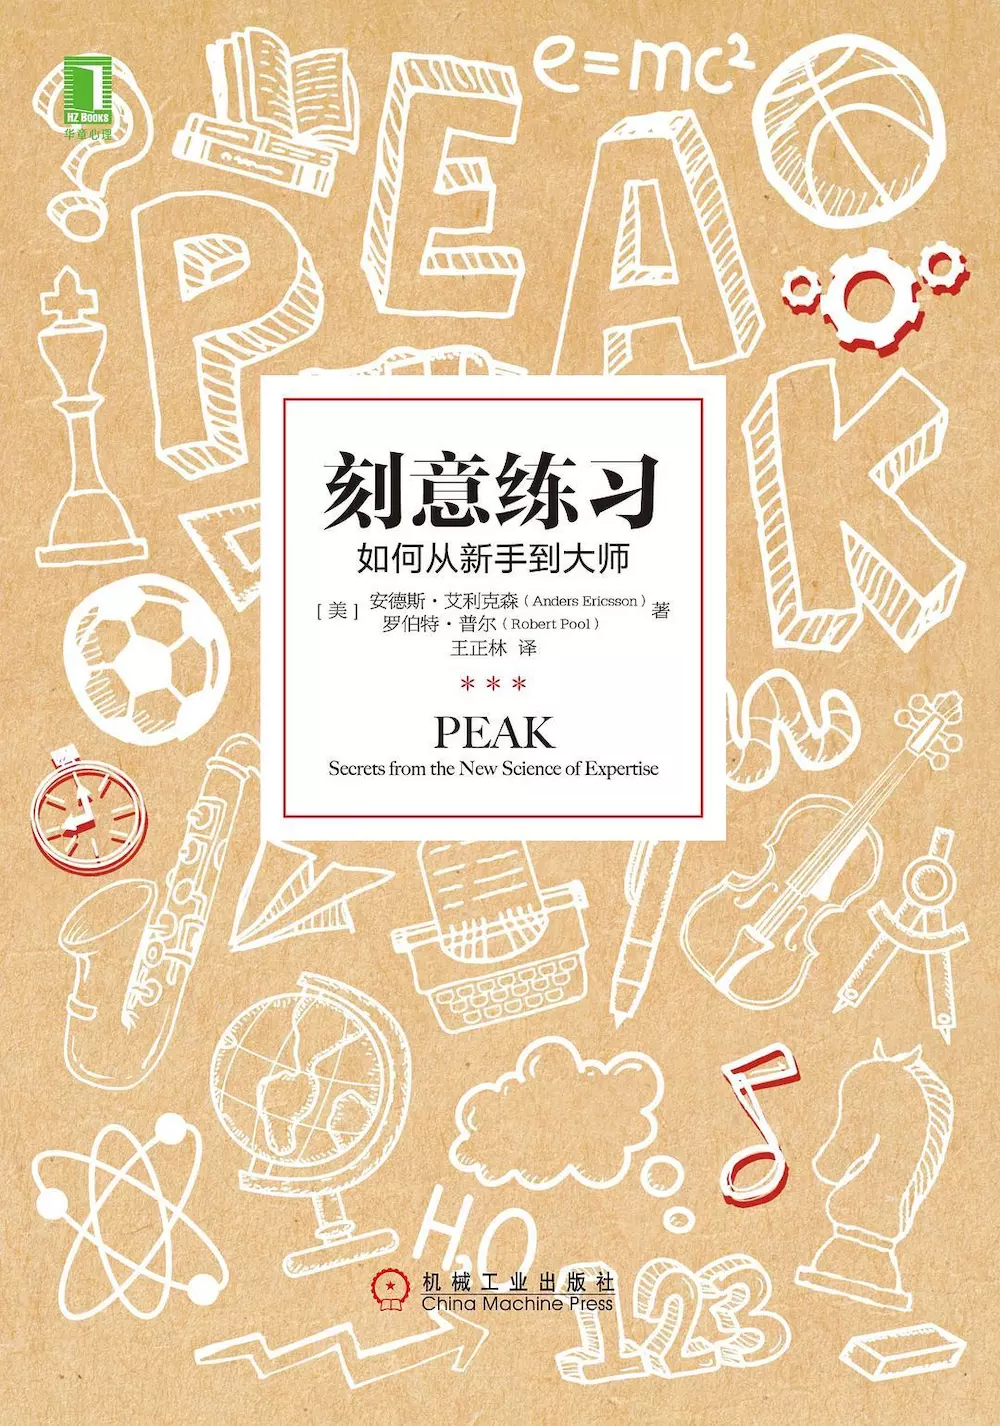 HZ BOOKS
华章心理
e=mc²
PEAK
刻意练习
如何从新手到大师
[美] 安德斯·艾利克森（Anders Ericsson）
罗伯特·普尔（Robert Pool） 著
王正林 译
***
PEAK
Secrets from the New Science of Expertise
H₂O
机械工业出版社
China Machine Press
123